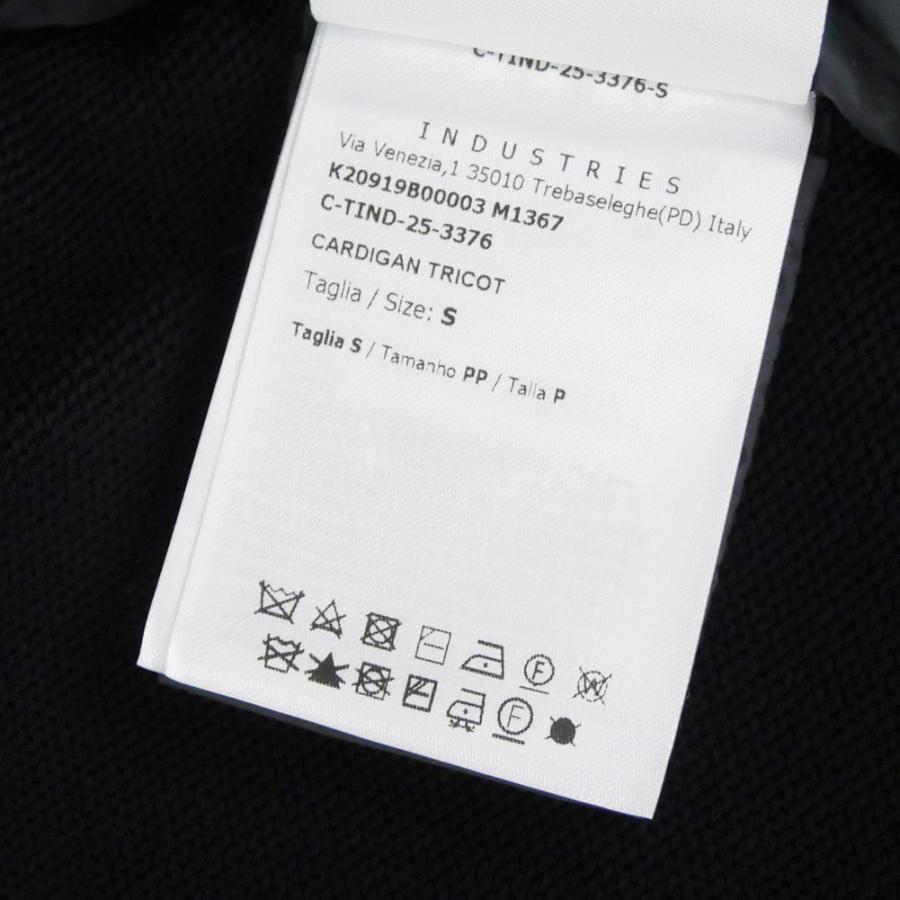 C-TIND-25-3376-S
INDUSTRIES
Via Venezia,1 35010 Trebaseleghe(PD) Italy
K20919B00003 M1367
C-TIND-25-3376
CARDIGAN TRICOT
Taglia / Size: S
Taglia S / Tamanho PP / Talla P
F W
F